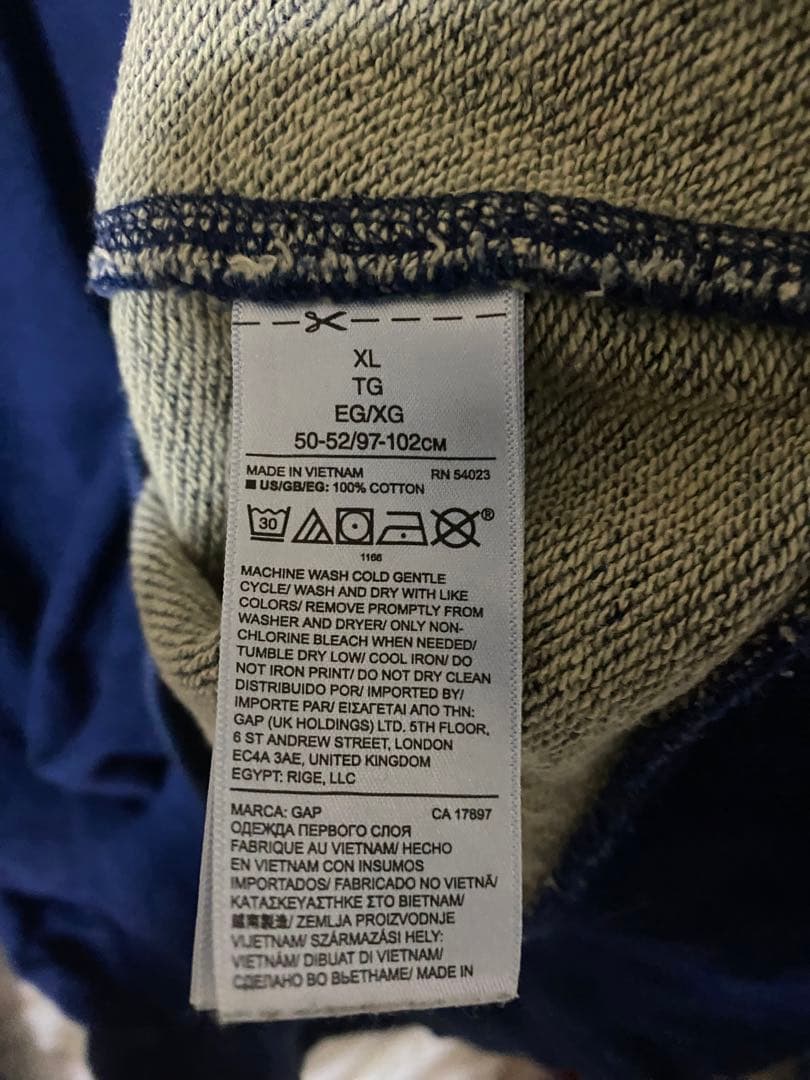 XL
TG
EG/XG
50-52/97-102CM
MADE IN VIETNAM RN 54023
US/GB/EG: 100% COTTON
30 ®
1166
MACHINE WASH COLD GENTLE
CYCLE/ WASH AND DRY WITH LIKE
COLORS/ REMOVE PROMPTLY FROM
WASHER AND DRYER/ ONLY NON-
CHLORINE BLEACH WHEN NEEDED/
TUMBLE DRY LOW/ COOL IRON/ DO
NOT IRON PRINT/ DO NOT DRY CLEAN
DISTRIBUIDO POR/ IMPORTED BY/
IMPORTE PAR/ ΕΙΣΑΓΕΤΑΙ ΑΠΟ ΤΗΝ:
GAP (UK HOLDINGS) LTD. 5TH FLOOR,
6 ST ANDREW STREET, LONDON
EC4A 3AE, UNITED KINGDOM
EGYPT: RIGE, LLC
MARCA: GAP CA 17897
ОДЕЖДА ПЕРВОГО СЛОЯ
FABRIQUE AU VIETNAM/ HECHO
EN VIETNAM CON INSUMOS
IMPORTADOS/ FABRICADO NO VIETNÃ/
ΚΑΤΑΣΚΕΥΑΣΤΗΚΕ ΣΤΟ ΒΙΕΤΝΑΜ/
越南製造/ ZEMLJA PROIZVODNJE
VIJETNAM/ SZÁRMAZÁSI HELY:
VIETNÁM/ DIBUAT DI VIETNAM/
СДЕЛАНО ВО ВЬЕТНАМЕ/ MADE IN